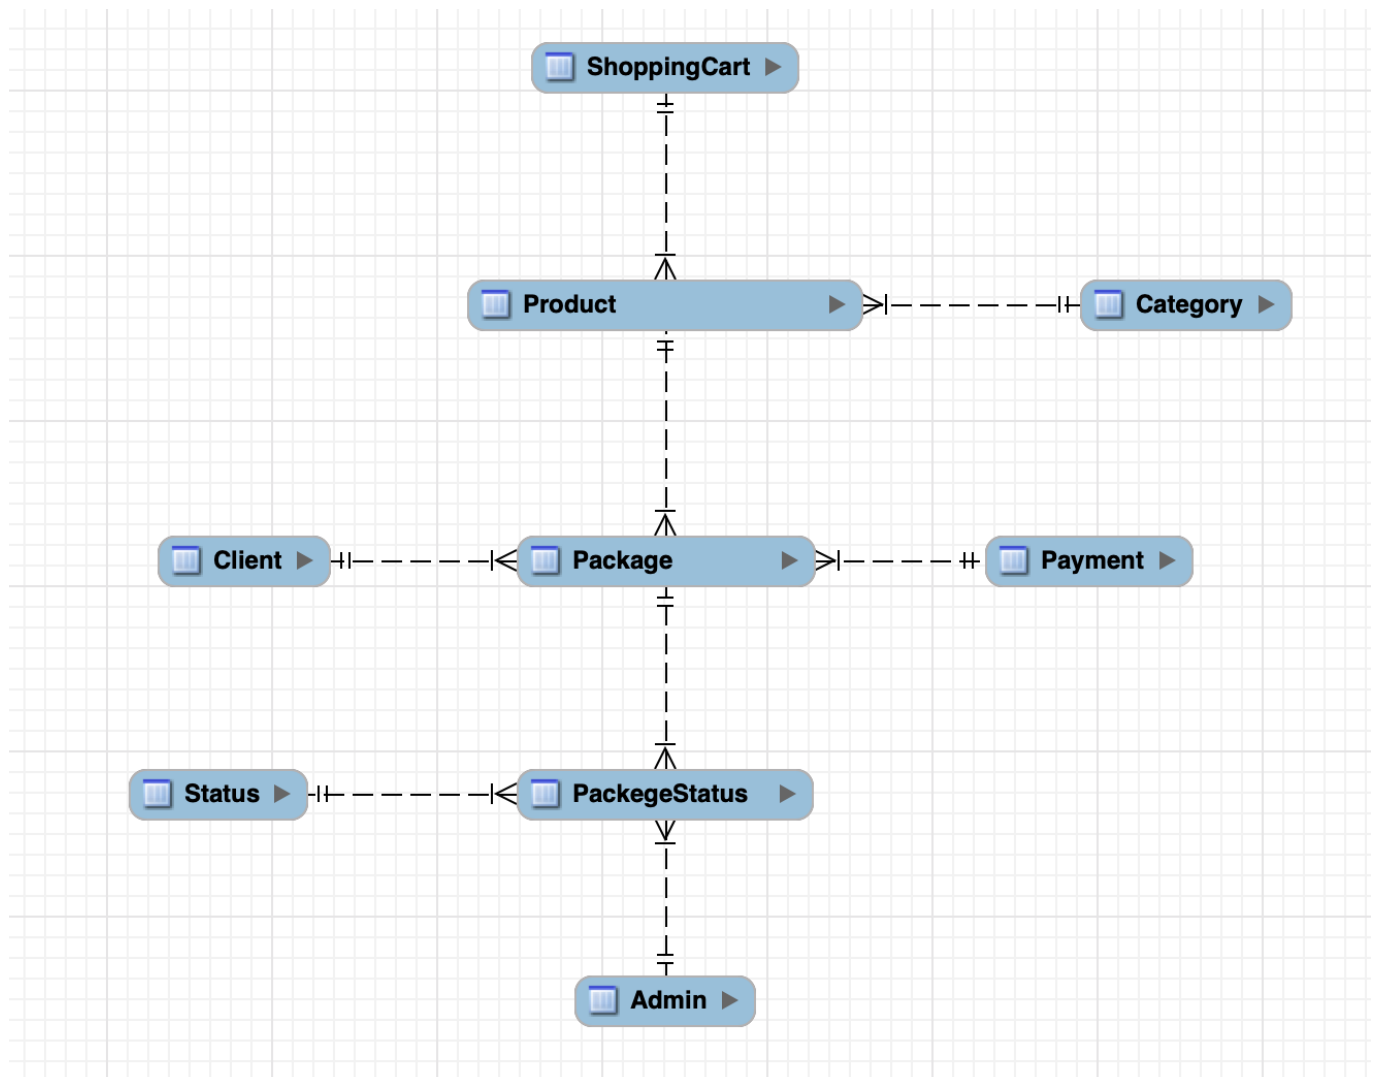 ShoppingCart
Product
Category
Client
Package
Payment
Status
PackegeStatus
Admin